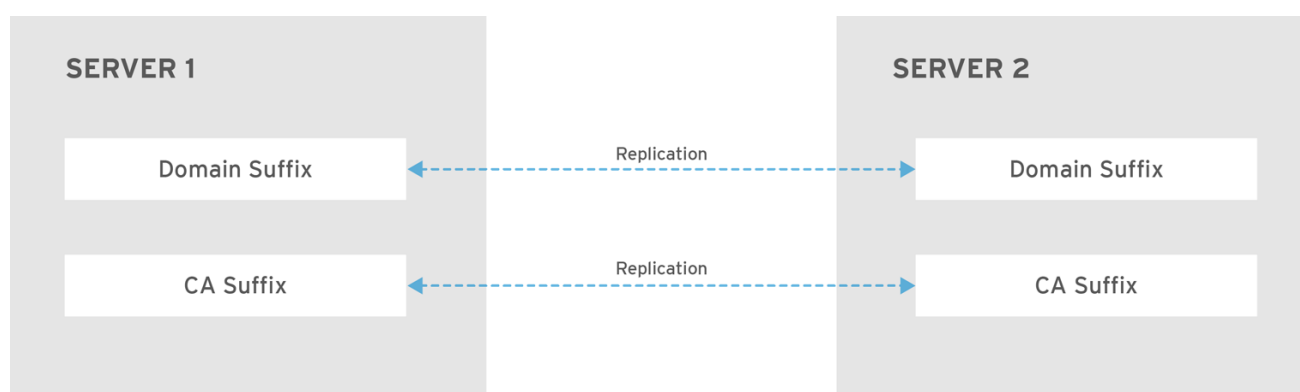 SERVER 1
SERVER 2
Domain Suffix
Replication
Domain Suffix
CA Suffix
Replication
CA Suffix